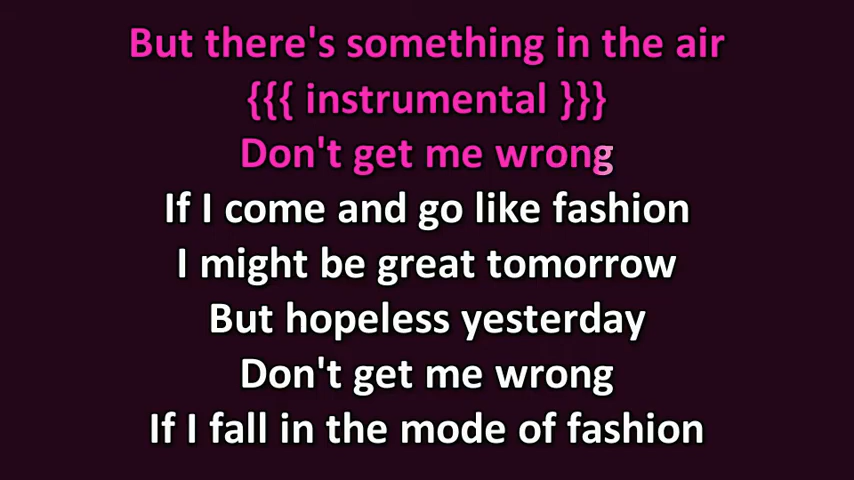 But there's something in the air
{{{ instrumental }}}
Don't get me wrong
If I come and go like fashion
I might be great tomorrow
But hopeless yesterday
Don't get me wrong
If I fall in the mode of fashion